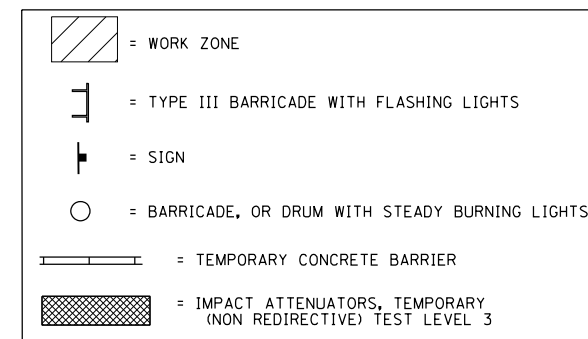 = WORK ZONE
= TYPE III BARRICADE WITH FLASHING LIGHTS
= SIGN
= BARRICADE, OR DRUM WITH STEADY BURNING LIGHTS
= TEMPORARY CONCRETE BARRIER
= IMPACT ATTENUATORS, TEMPORARY
(NON REDIRECTIVE) TEST LEVEL 3